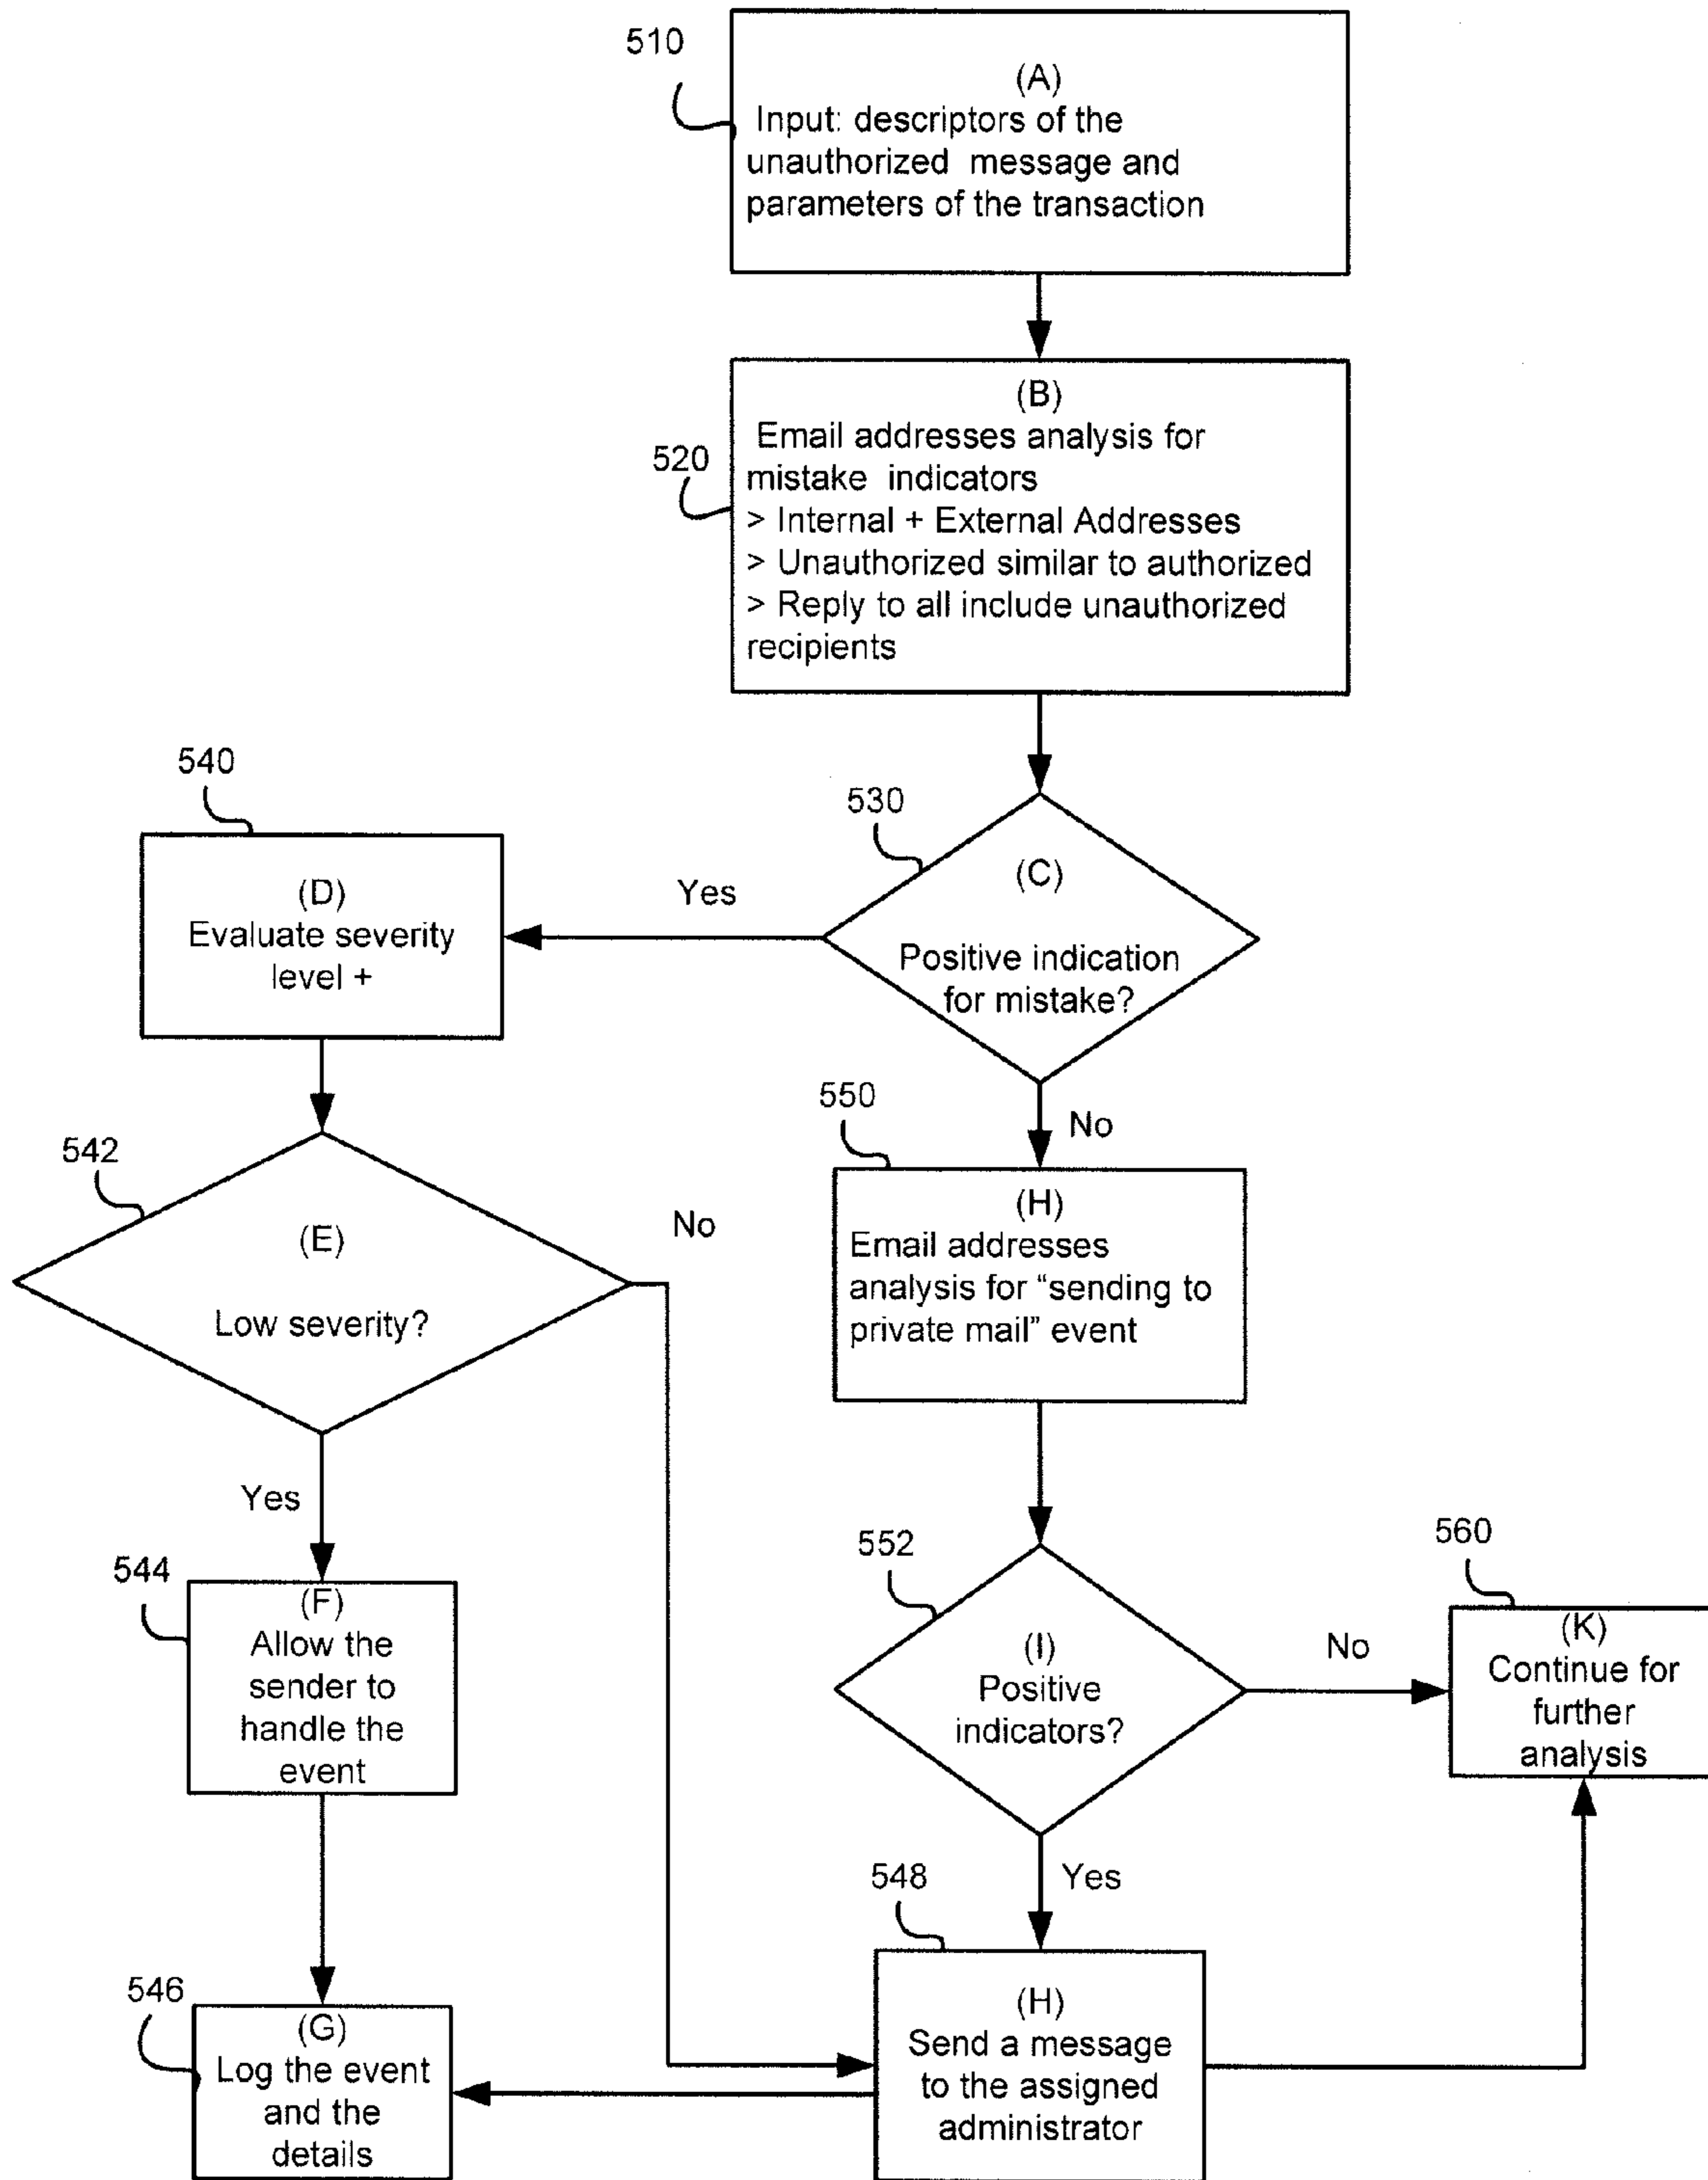 510
(A)
Input: descriptors of the
unauthorized message and
parameters of the transaction
520
(B)
Email addresses analysis for
mistake indicators
> Internal + External Addresses
> Unauthorized similar to authorized
> Reply to all include unauthorized
recipients
530
(C)
Positive indication
for mistake?
Yes
No
540
(D)
Evaluate severity
level +
542
(E)
Low severity?
No
Yes
550
(H)
Email addresses
analysis for “sending to
private mail” event
544
(F)
Allow the
sender to
handle the
event
552
(I)
Positive
indicators?
No
Yes
560
(K)
Continue for
further
analysis
546
(G)
Log the event
and the
details
548
(H)
Send a message
to the assigned
administrator